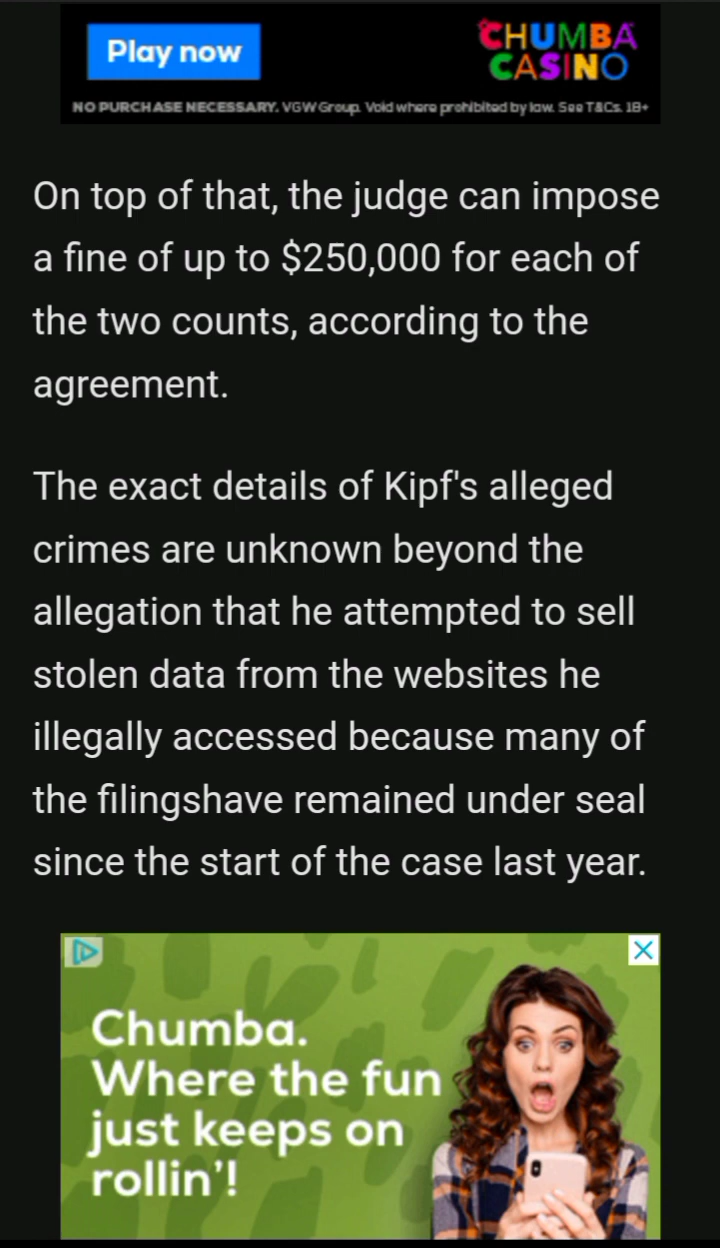 Play now
CHUMBA
CASINO
NO PURCHASE NECESSARY. VGW Group. Void where prohibited by law. See T&Cs. 18+
On top of that, the judge can impose
a fine of up to $250,000 for each of
the two counts, according to the
agreement.
The exact details of Kipf's alleged
crimes are unknown beyond the
allegation that he attempted to sell
stolen data from the websites he
illegally accessed because many of
the filingshave remained under seal
since the start of the case last year.
Chumba.
Where the fun
just keeps on
rollin'!